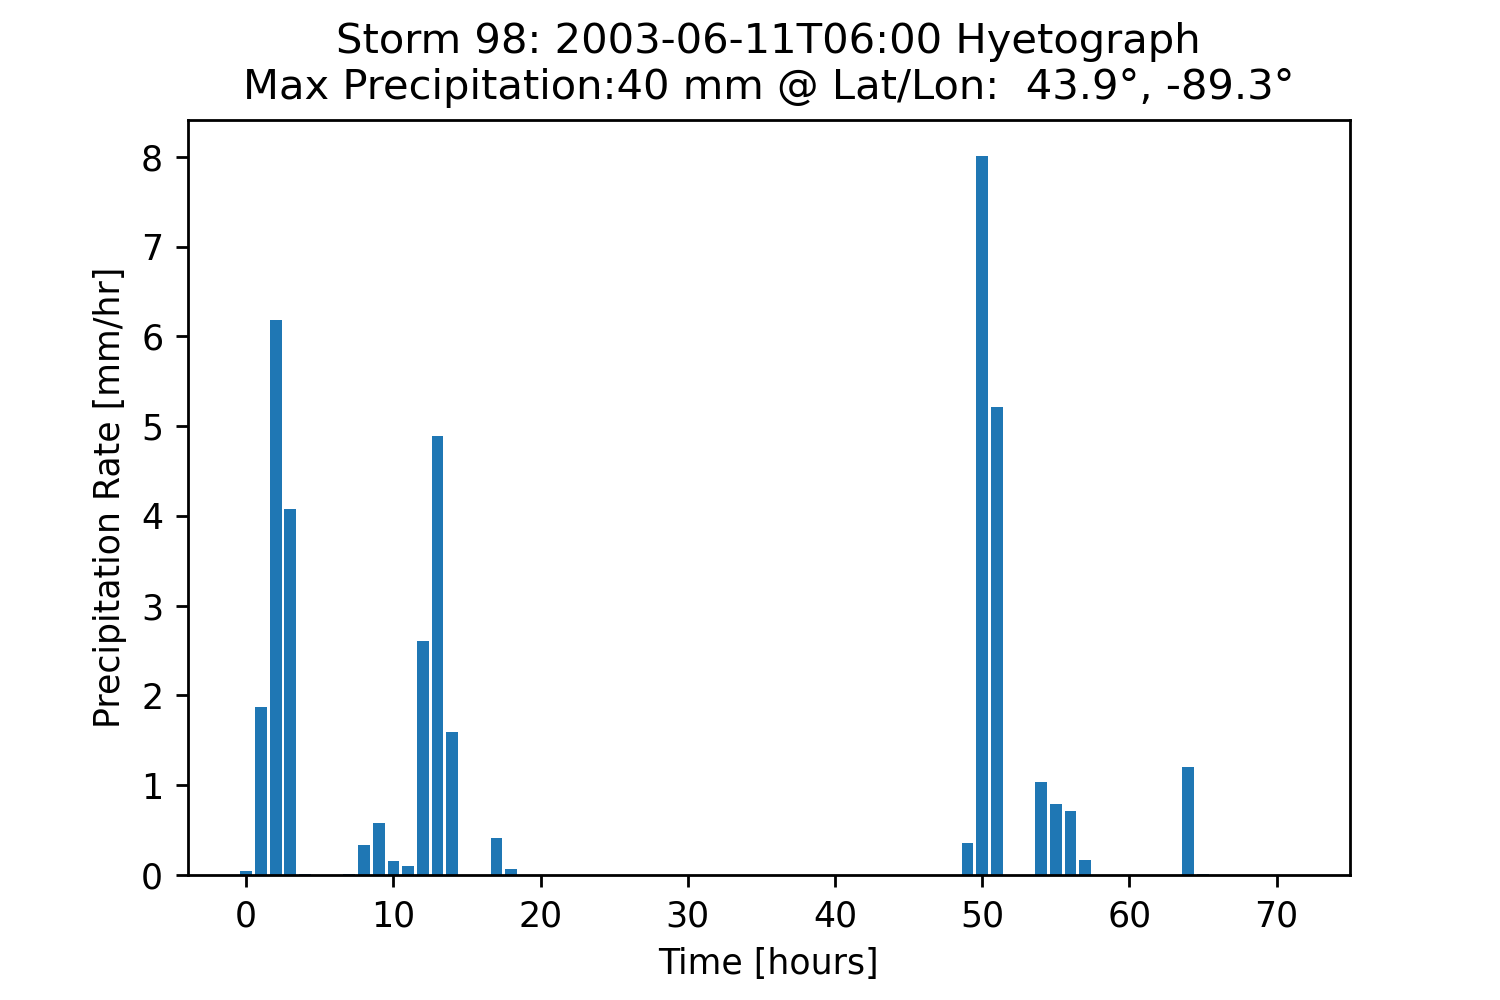 Storm 98: 2003-06-11T06:00 Hyetograph
Max Precipitation:40 mm @ Lat/Lon:  43.9°, -89.3°
8
7
6
5
4
3
2
1
0
Precipitation Rate [mm/hr]
0 10 20 30 40 50 60 70
Time [hours]